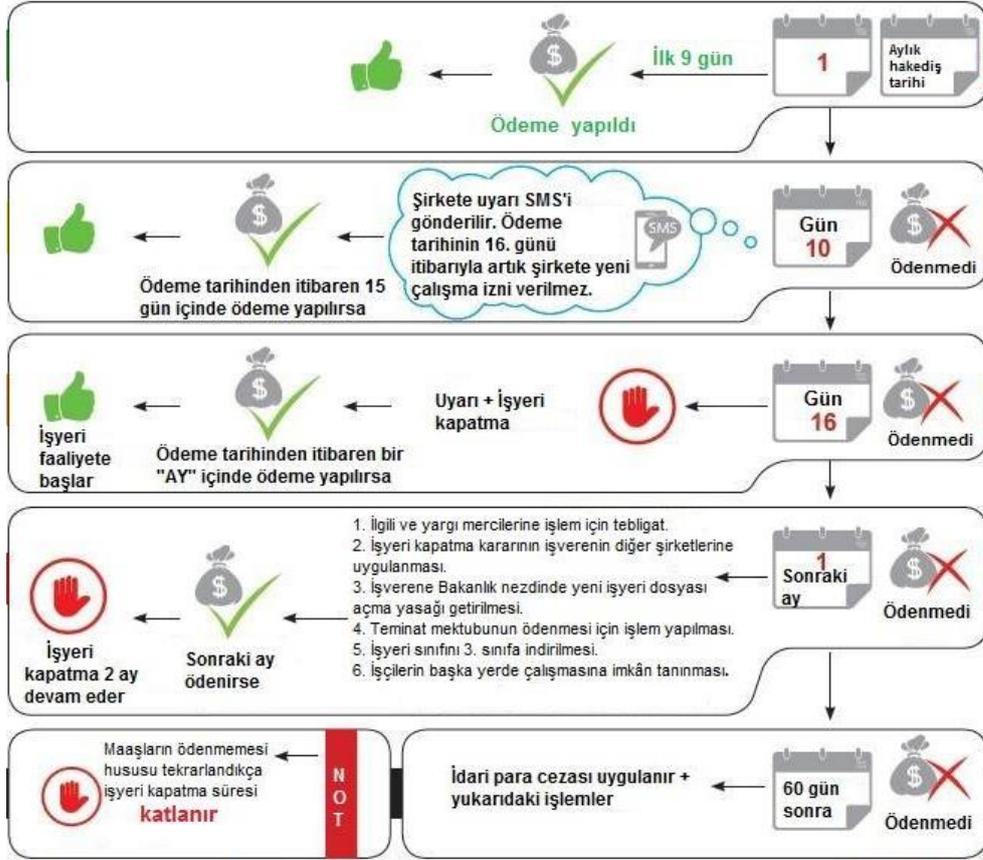 İlk 9 gün
1
Aylık
hakediş
tarihi
$
Ödeme yapıldı
Şirkete uyarı SMS'i
gönderilir. Ödeme
tarihinin 16. günü
itibarıyla artık şirkete yeni
çalışma izni verilmez.
SMS
Gün
10
$
Ödenmedi
$
Ödeme tarihinden itibaren 15
gün içinde ödeme yapılırsa
Gün
16
$
Ödenmedi
Uyarı + İşyeri
kapatma
$
Ödeme tarihinden itibaren bir
"AY" içinde ödeme yapılırsa
İşyeri
faaliyete
başlar
1. İlgili ve yargı mercilerine işlem için tebligat.
2. İşyeri kapatma kararının işverenin diğer şirketlerine
uygulanması.
3. İşverene Bakanlık nezdinde yeni işyeri dosyası
açma yasağı getirilmesi.
4. Teminat mektubunun ödenmesi için işlem yapılması.
5. İşyeri sınıfını 3. sınıfa indirilmesi.
6. İşçilerin başka yerde çalışmasına imkân tanınması.
1
Sonraki
ay
$
Ödenmedi
$
Sonraki ay
ödenirse
İşyeri
kapatma 2 ay
devam eder
Maaşların ödenmemesi
hususu tekrarlandıkça
işyeri kapatma süresi
katlanır
N
O
T
İdari para cezası uygulanır +
yukarıdaki işlemler
60 gün
sonra
$
Ödenmedi